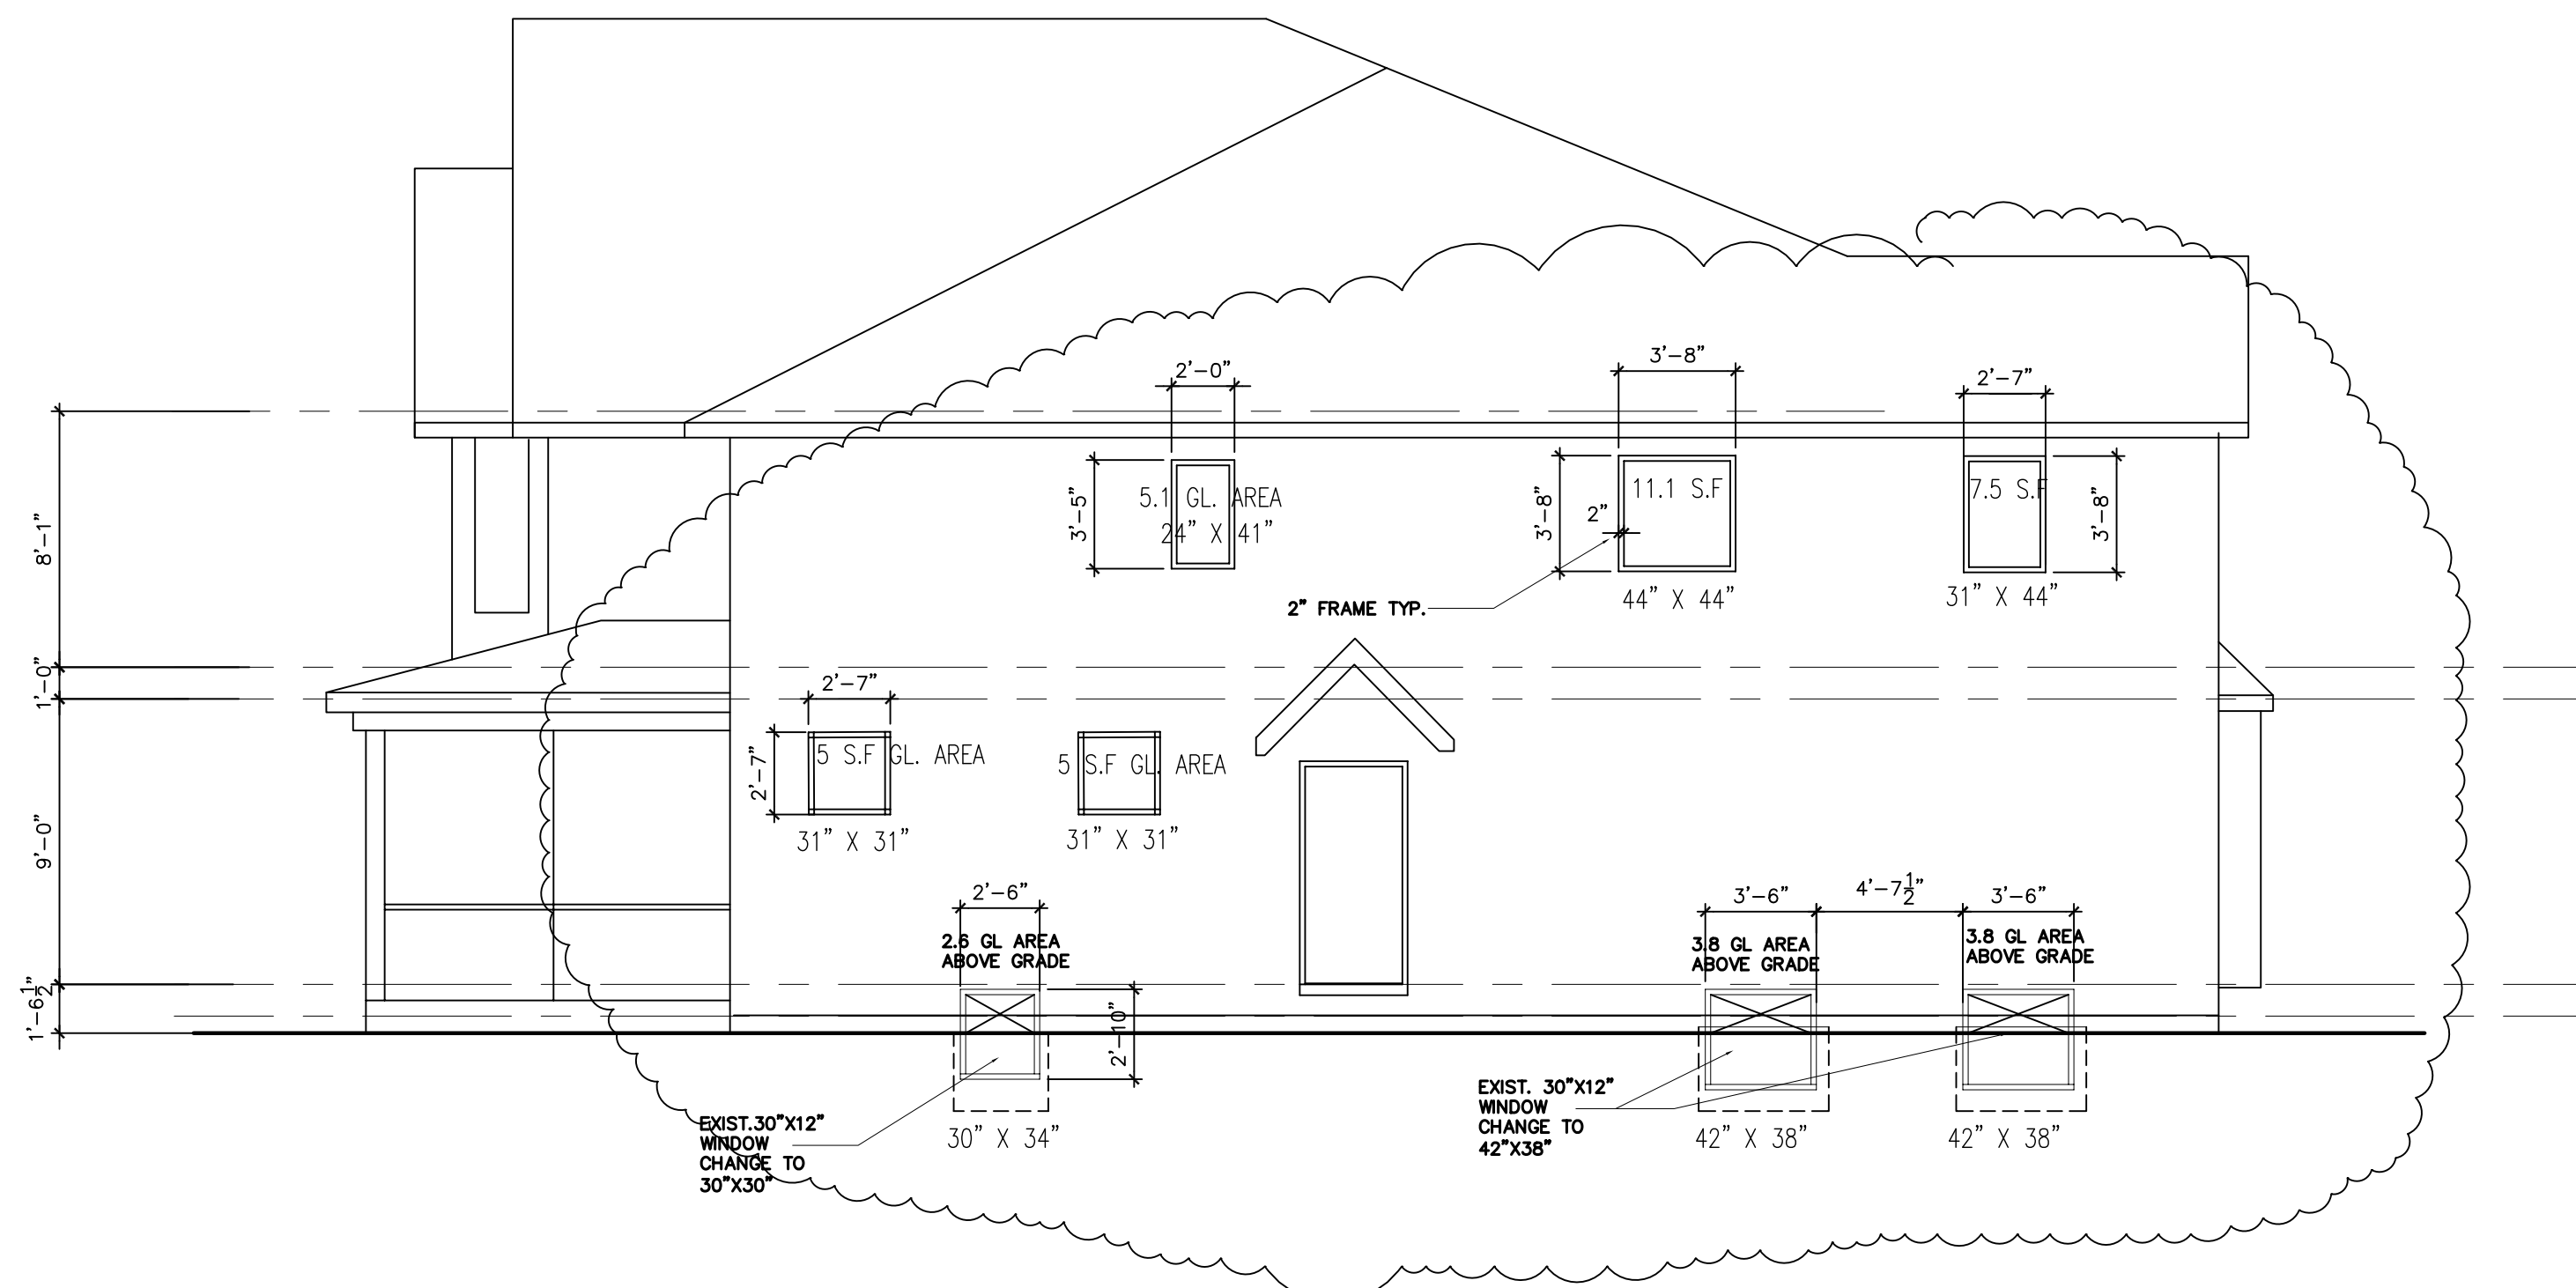 3'-8"
2'-0"
2'-7"
8'-1"
3'-5"
5.1 GL. AREA
24" X 41"
3'-8"
2"
11.1 S.F
7.5 S.F
3'-8"
2" FRAME TYP.
44" X 44"
31" X 44"
1'-0"
2'-7"
2'-7"
5 S.F GL. AREA
5 S.F GL. AREA
31" X 31"
31" X 31"
9'-0"
2'-6"
3'-6"
4'-7 1/2"
3'-6"
2.6 GL AREA
ABOVE GRADE
3.8 GL AREA
ABOVE GRADE
3.8 GL AREA
ABOVE GRADE
1'-6 1/2"
2'-10"
EXIST.30"X12"
WINDOW
CHANGE TO
30"X30"
30" X 34"
EXIST. 30"X12"
WINDOW
CHANGE TO
42"X38"
42" X 38"
42" X 38"